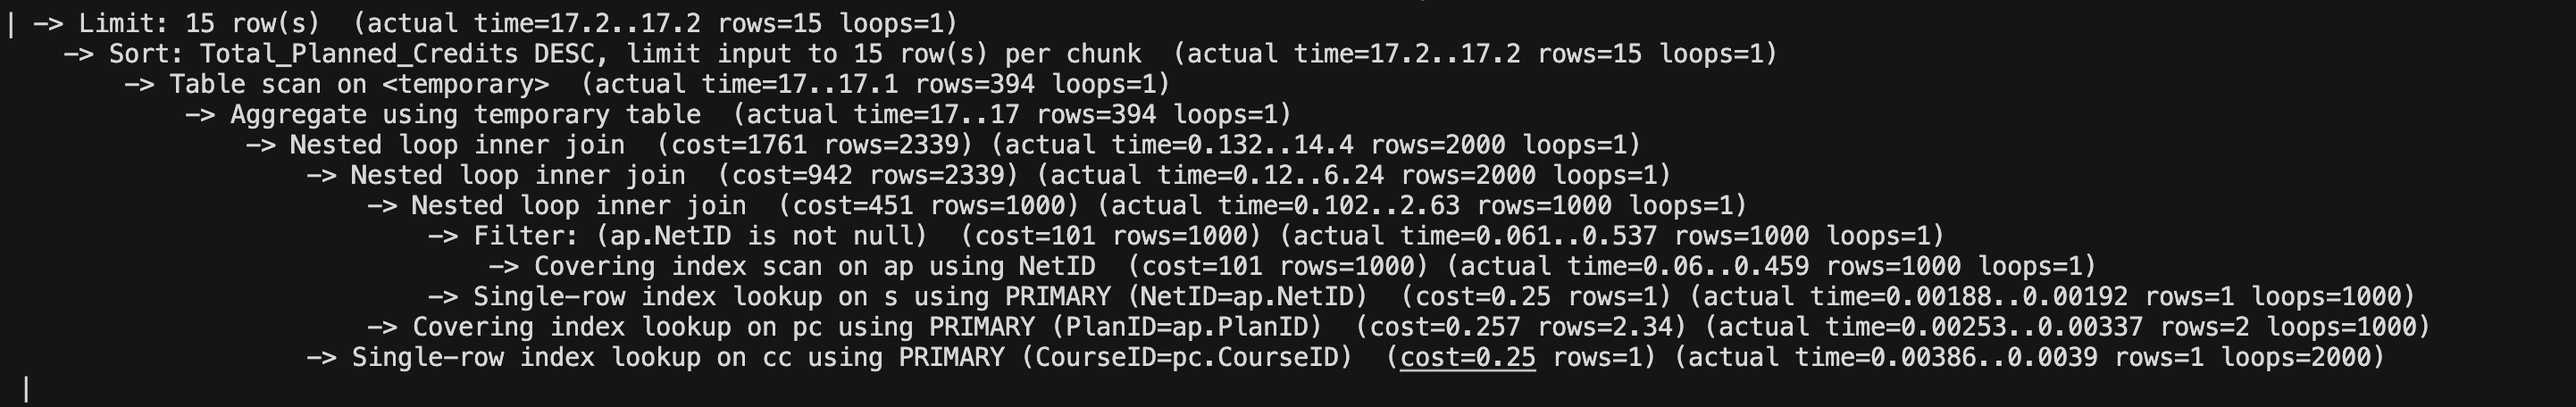 | -> Limit: 15 row(s)  (actual time=17.2..17.2 rows=15 loops=1)
    -> Sort: Total_Planned_Credits DESC, limit input to 15 row(s) per chunk  (actual time=17.2..17.2 rows=15 loops=1)
        -> Table scan on <temporary>  (actual time=17..17.1 rows=394 loops=1)
            -> Aggregate using temporary table  (actual time=17..17 rows=394 loops=1)
                -> Nested loop inner join  (cost=1761 rows=2339) (actual time=0.132..14.4 rows=2000 loops=1)
                    -> Nested loop inner join  (cost=942 rows=2339) (actual time=0.12..6.24 rows=2000 loops=1)
                        -> Nested loop inner join  (cost=451 rows=1000) (actual time=0.102..2.63 rows=1000 loops=1)
                            -> Filter: (ap.NetID is not null)  (cost=101 rows=1000) (actual time=0.061..0.537 rows=1000 loops=1)
                                -> Covering index scan on ap using NetID  (cost=101 rows=1000) (actual time=0.06..0.459 rows=1000 loops=1)
                            -> Single-row index lookup on s using PRIMARY (NetID=ap.NetID)  (cost=0.25 rows=1) (actual time=0.00188..0.00192 rows=1 loops=1000)
                        -> Covering index lookup on pc using PRIMARY (PlanID=ap.PlanID)  (cost=0.257 rows=2.34) (actual time=0.00253..0.00337 rows=2 loops=1000)
                    -> Single-row index lookup on cc using PRIMARY (CourseID=pc.CourseID)  (cost=0.25 rows=1) (actual time=0.00386..0.0039 rows=1 loops=2000)
 |